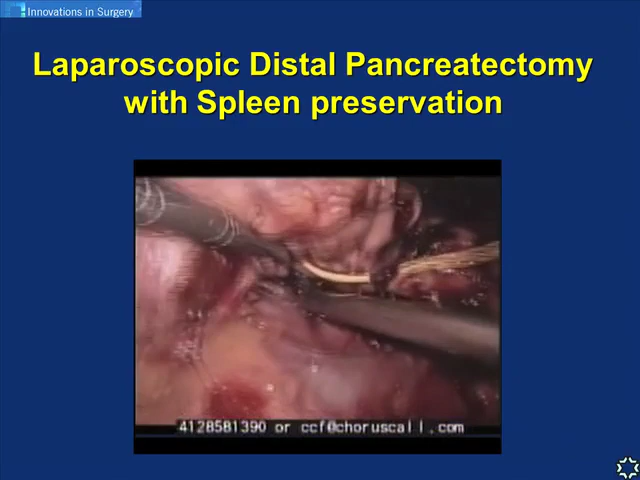 Innovations in Surgery
Laparoscopic Distal Pancreatectomy
with Spleen preservation
4128581390 or ccf@choruscall.com